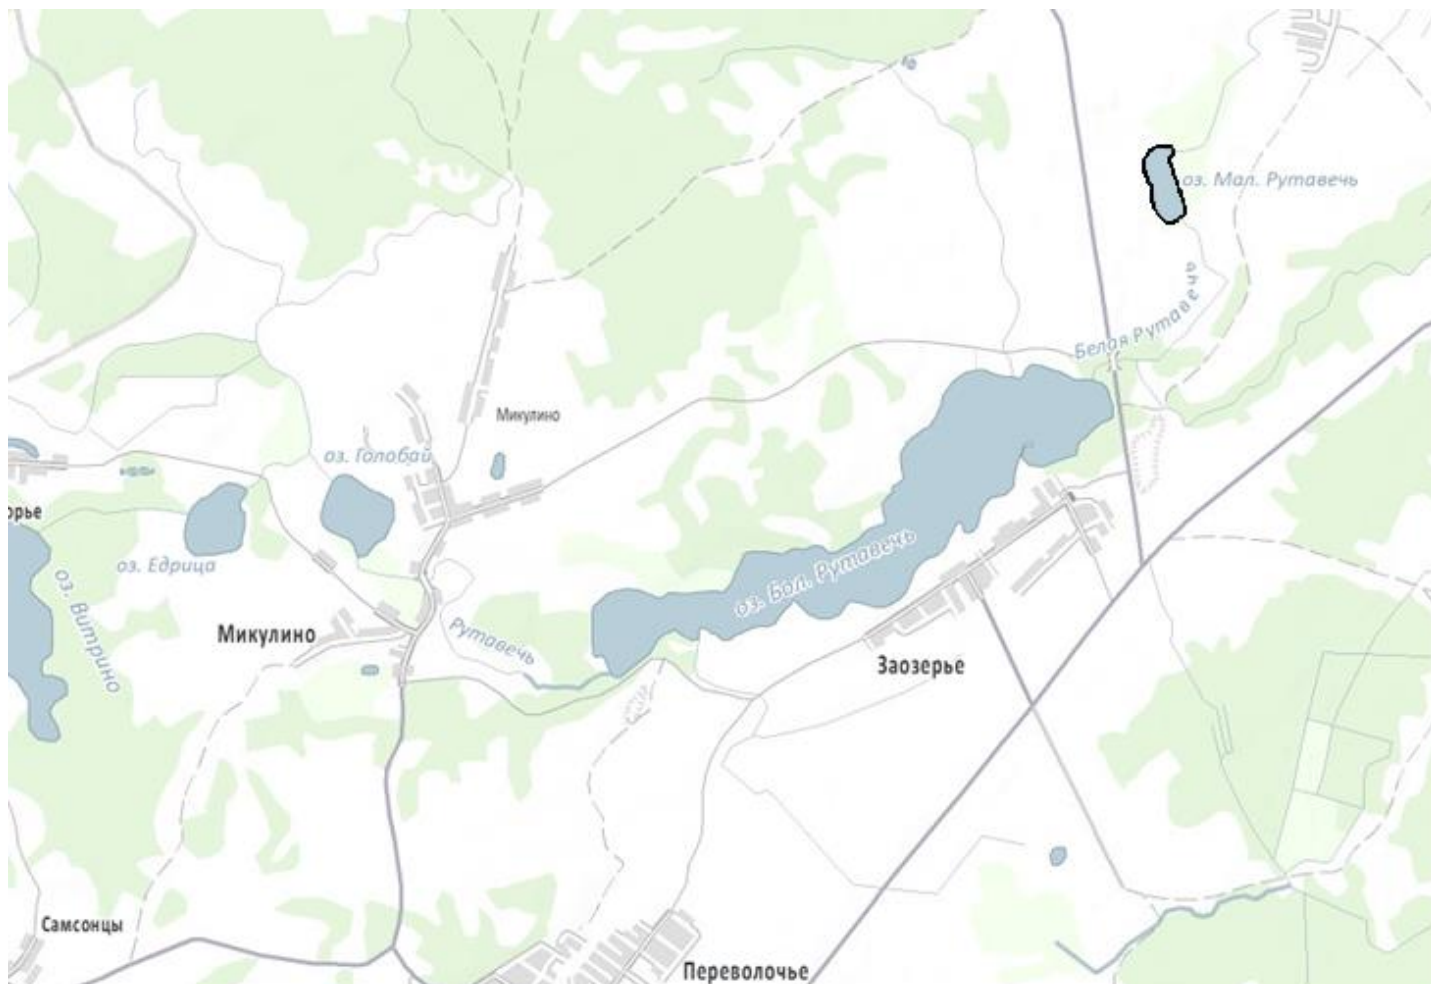 оз. Мал. Рутавечь
Белая Рутавечь
Микулино
оз. Голобай
орье
оз. Едрица
оз. Бол. Рутавечь
оз. Витрино
Микулино
Рутавечь
Заозерье
Самсонцы
Переволочье